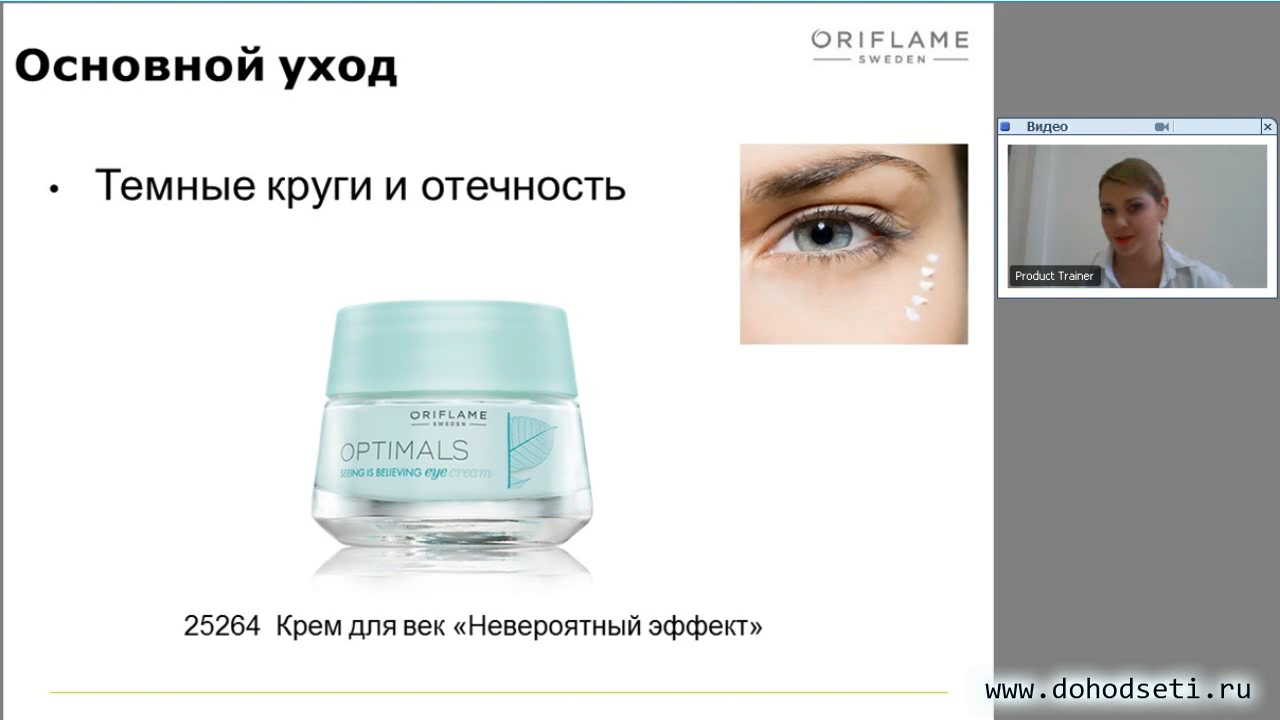 Основной уход
ORIFLAME
SWEDEN
• Темные круги и отечность
ORIFLAME
SWEDEN
OPTIMALS
SEEING IS BELIEVING eye cream
25264 Крем для век «Невероятный эффект»
Видео
Product Trainer
www.dohodseti.ru